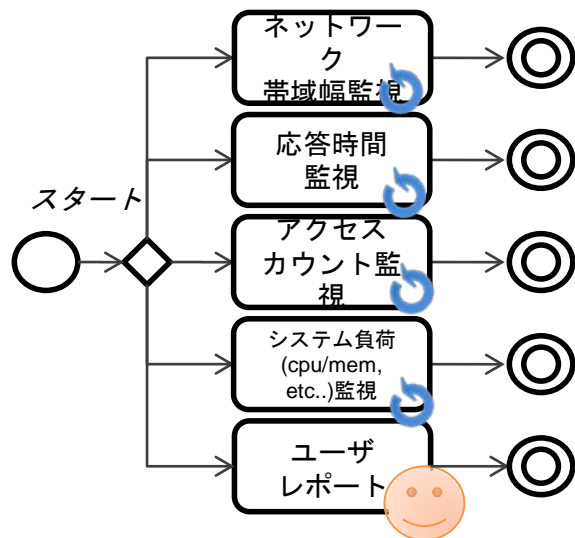 ネットワー
ク
帯域幅監視
応答時間
監視
スタート
アクセス
カウント監
視
システム負荷
(cpu/mem,
etc..)監視
ユーザ
レポート